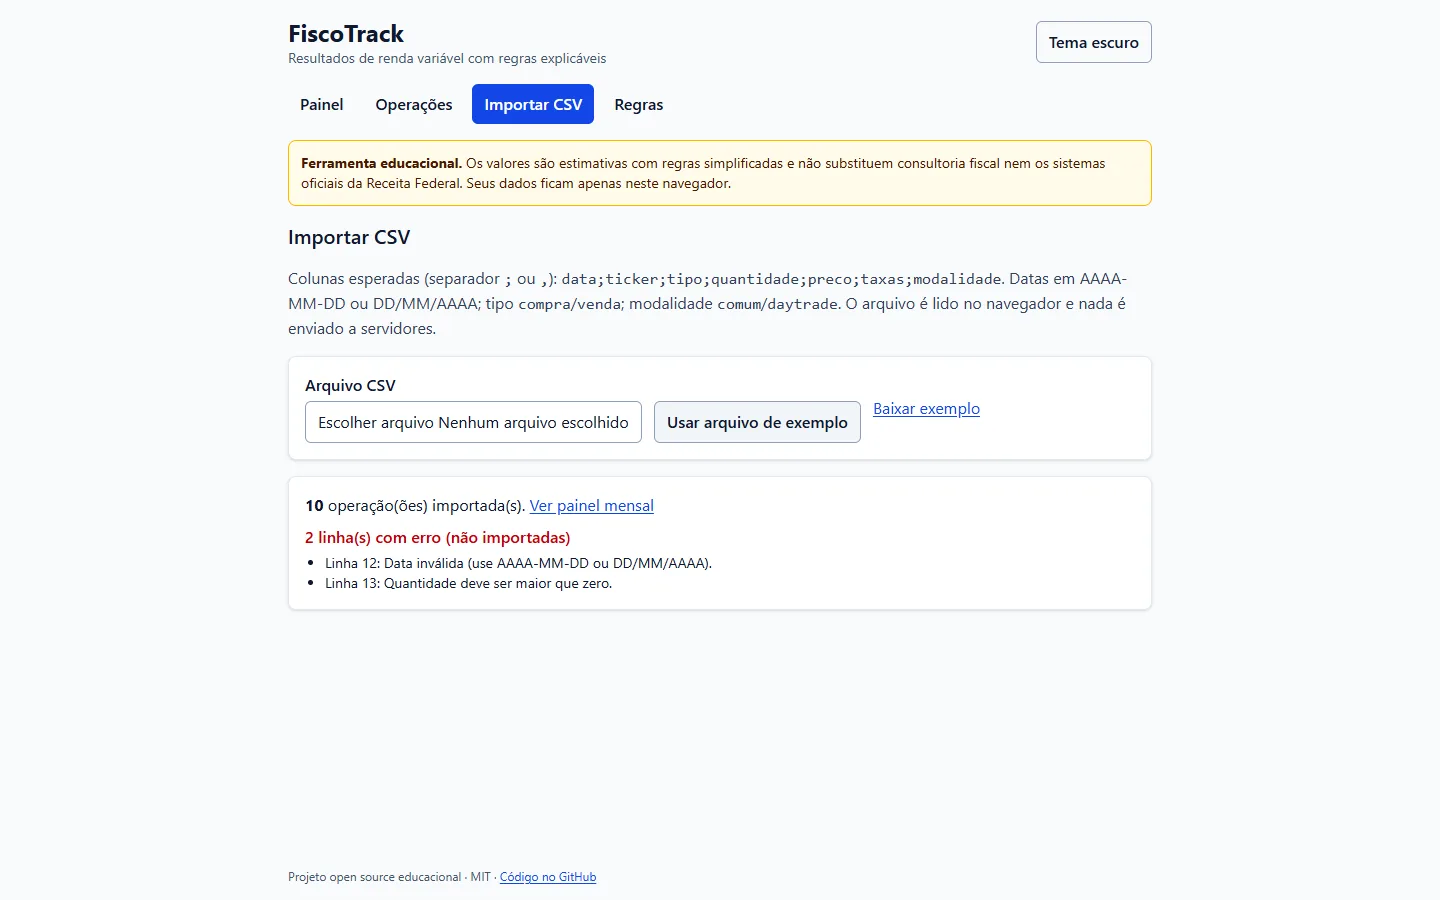 FiscoTrack
Resultados de renda variável com regras explicáveis
Tema escuro
Painel
Operações
Importar CSV
Regras
Ferramenta educacional. Os valores são estimativas com regras simplificadas e não substituem consultoria fiscal nem os sistemas
oficiais da Receita Federal. Seus dados ficam apenas neste navegador.
Importar CSV
Colunas esperadas (separador ; ou ,): data;ticker;tipo;quantidade;preco;taxas;modalidade. Datas em AAAA-
MM-DD ou DD/MM/AAAA; tipo compra/venda; modalidade comum/daytrade. O arquivo é lido no navegador e nada é
enviado a servidores.
Arquivo CSV
Escolher arquivo Nenhum arquivo escolhido
Usar arquivo de exemplo
Baixar exemplo
10 operação(ões) importada(s). Ver painel mensal
2 linha(s) com erro (não importadas)
• Linha 12: Data inválida (use AAAA-MM-DD ou DD/MM/AAAA).
• Linha 13: Quantidade deve ser maior que zero.
Projeto open source educacional · MIT · Código no GitHub